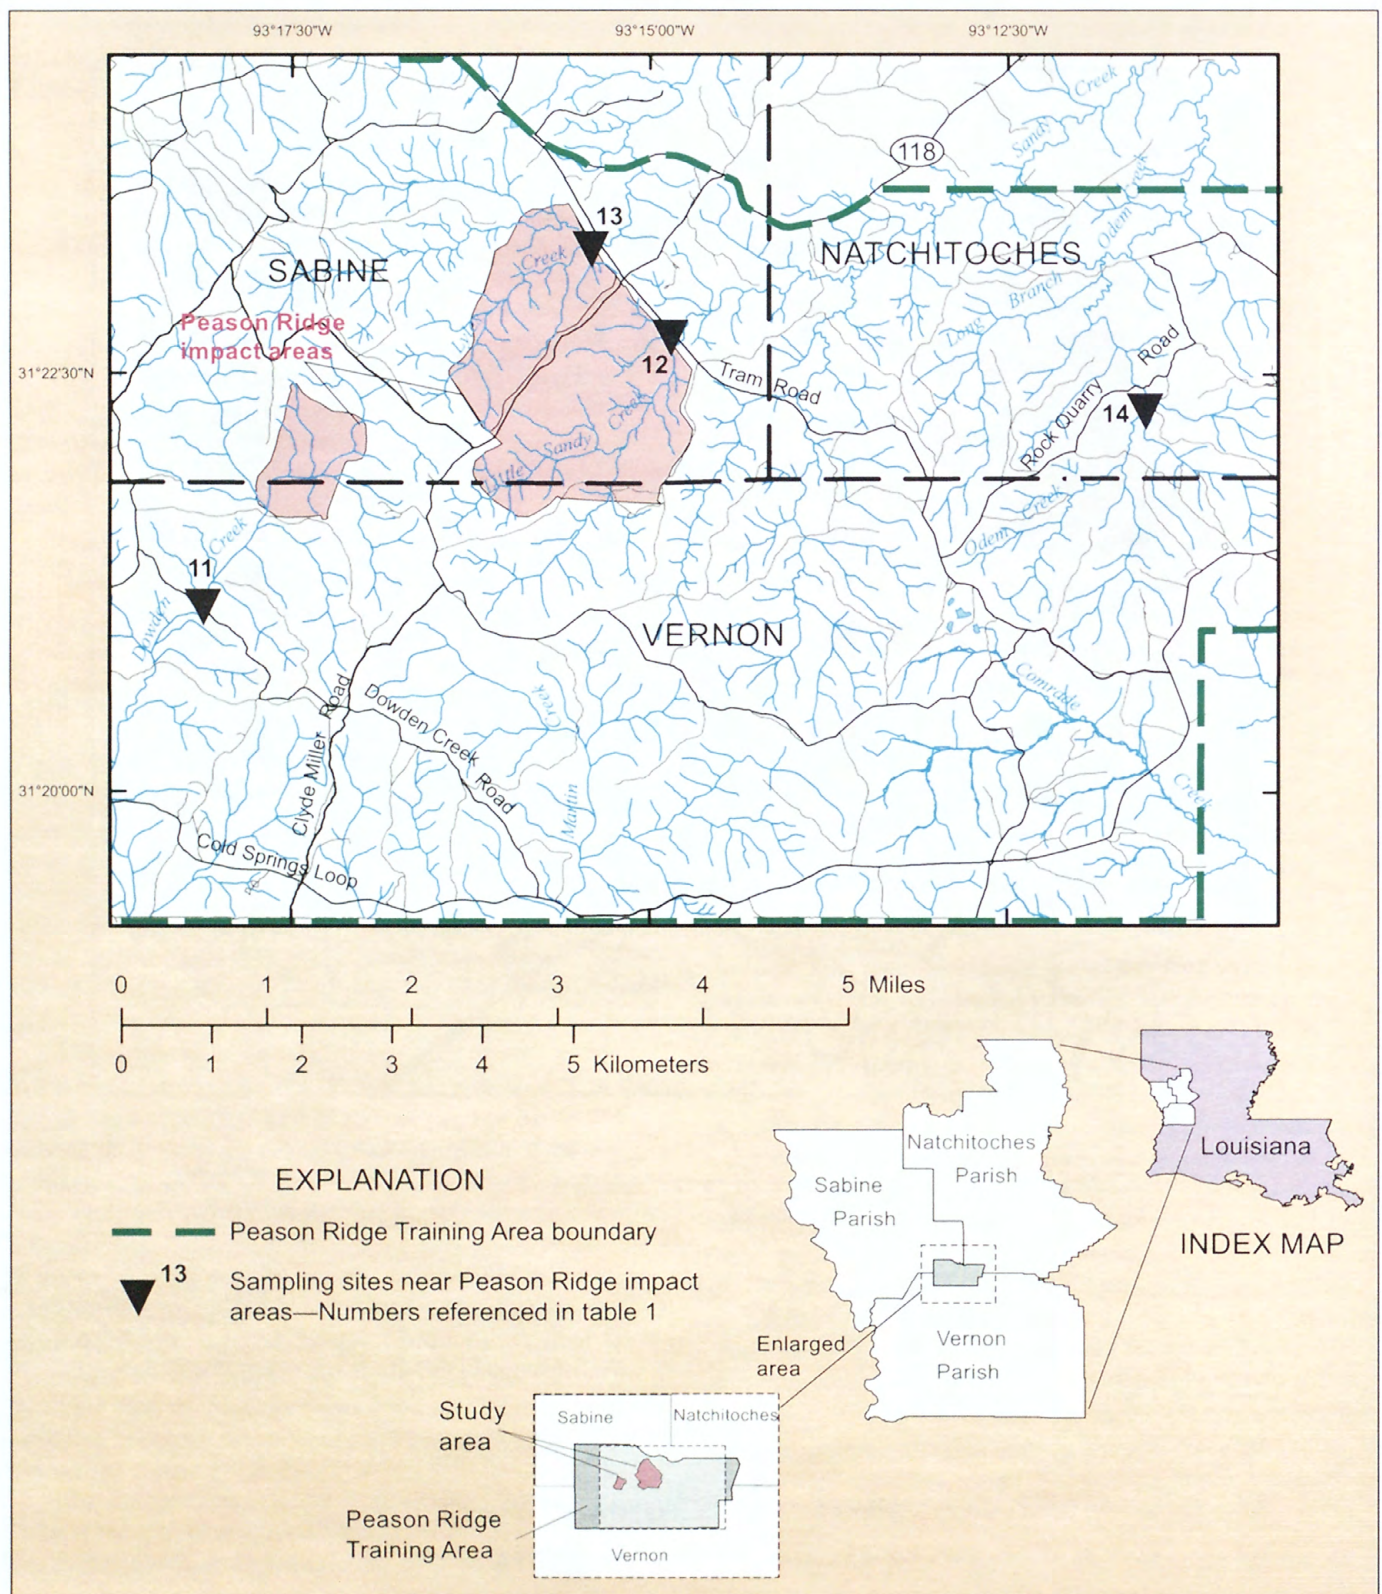 93°17'30"W
93°15'00"W
93°12'30"W
Creek
Sandy
118
Odem Creek
13
SABINE
Creek
NATCHITOCHES
Branch
Long
Peason Ridge
impact areas
31°22'30"N
12
Tram Road
Rock Quarry Road
14
Sandy Creek
Odem Creek
Creek
11
Dowden
VERNON
Comrade
Creek
Dowden Creek Road
Clyde Miller Road
Creek
Martin
31°20'00"N
Cold Springs Loop
0 1 2 3 4 5 Miles
0 1 2 3 4 5 Kilometers
EXPLANATION
Peason Ridge Training Area boundary
13
Sampling sites near Peason Ridge impact
areas—Numbers referenced in table 1
Natchitoches
Parish
Sabine
Parish
Vernon
Parish
Louisiana
INDEX MAP
Enlarged
area
Study
area
Sabine
Natchitoches
Peason Ridge
Training Area
Vernon